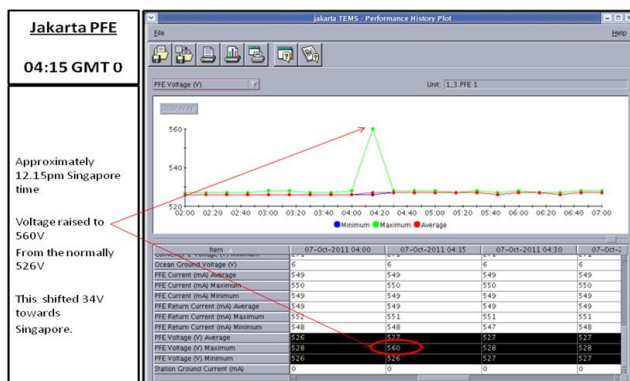 Jakarta PFE
04:15 GMT 0
Approximately
12.15pm Singapore
time
Voltage raised to
560V
From the normally
526V
This shifted 34V
towards
Singapore.
jakarta TEMS - Performance History Plot
File Help
PFE Voltage (V) Unit: 1_3 PFE 1
560
540
520
02:00 02:20 02:40 03:00 03:20 03:40 04:00 04:20 04:40 05:00 05:20 05:40 06:00 06:20 06:40 07:00
Minimum Maximum Average
Item 07-Oct-2011 04:00 07-Oct-2011 04:15 07-Oct-2011 04:30 07-Oct-2
Ocean Ground Voltage (V) 6 6 6 6
PFE Current (mA) Average 549 549 549 549
PFE Current (mA) Maximum 550 550 550 550
PFE Current (mA) Minimum 549 549 549 549
PFE Return Current (mA) Average 549 549 549 549
PFE Return Current (mA) Maximum 552 551 551 551
PFE Return Current (mA) Minimum 548 548 547 548
PFE Voltage (V) Average 526 527 527 527
PFE Voltage (V) Maximum 528 560 528 528
PFE Voltage (V) Minimum 526 526 527 527
Station Ground Current (mA) 0 0 0 0